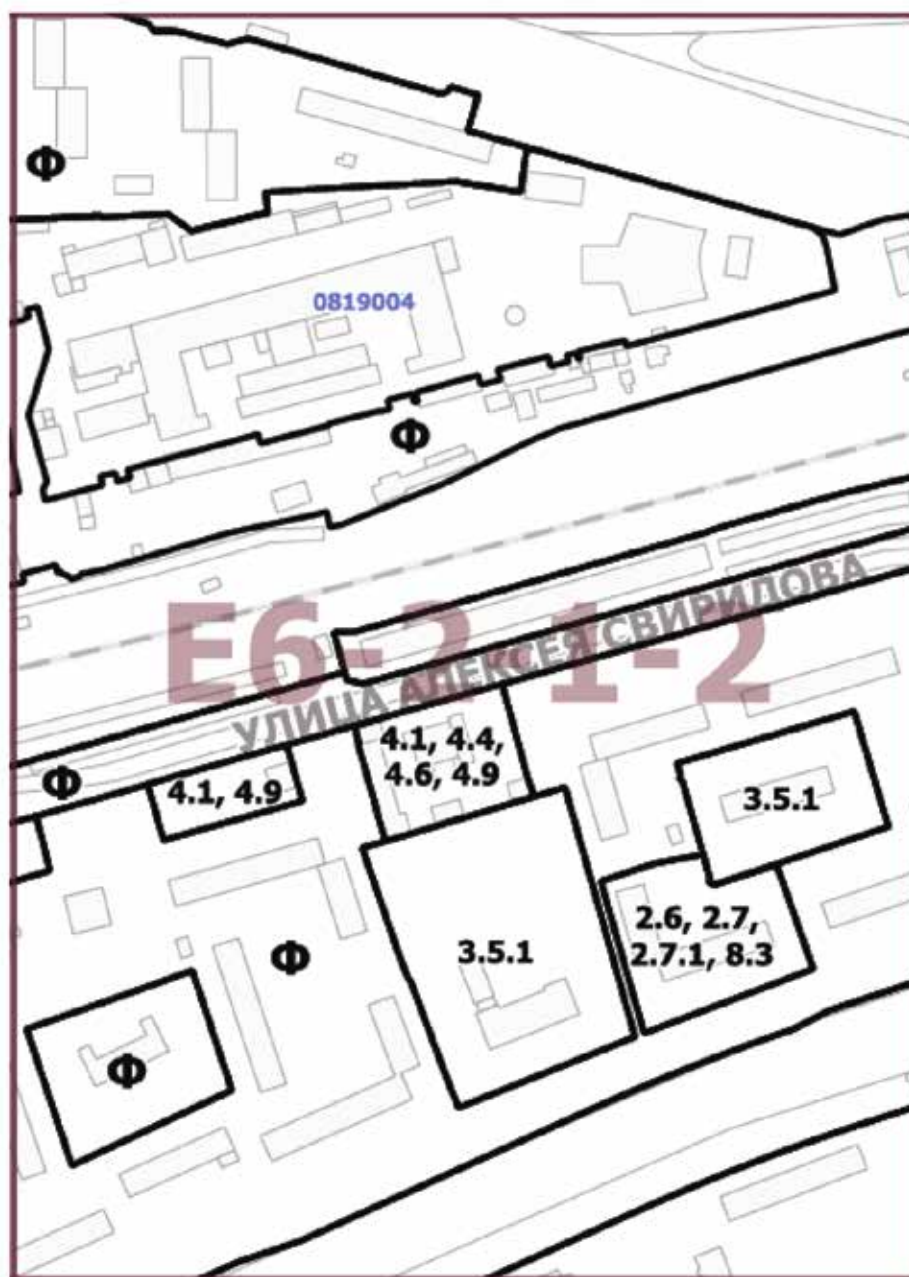 Ф
0819004
Ф
Е6-2-1-2
УЛИЦА АЛЕКСЕЯ СВИРИДОВА
4.1, 4.4,
4.6, 4.9
Ф
4.1, 4.9
3.5.1
2.6, 2.7,
2.7.1, 8.3
3.5.1
Ф
Ф